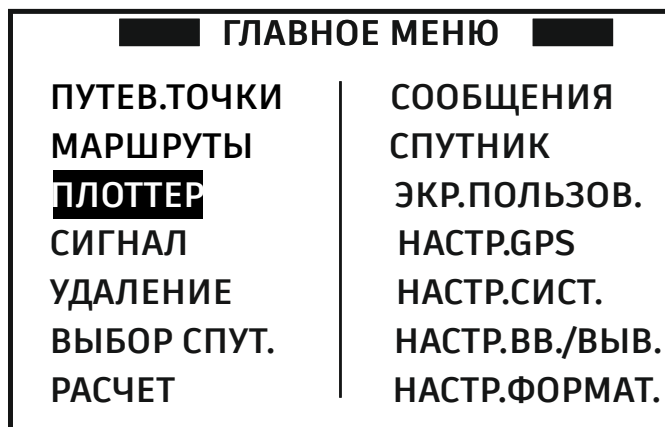 ГЛАВНОЕ МЕНЮ
ПУТЕВ.ТОЧКИ
МАРШРУТЫ
ПЛОТТЕР
СИГНАЛ
УДАЛЕНИЕ
ВЫБОР СПУТ.
РАСЧЕТ
СООБЩЕНИЯ
СПУТНИК
ЭКР.ПОЛЬЗОВ.
НАСТР.GPS
НАСТР.СИСТ.
НАСТР.ВВ./ВЫВ.
НАСТР.ФОРМАТ.